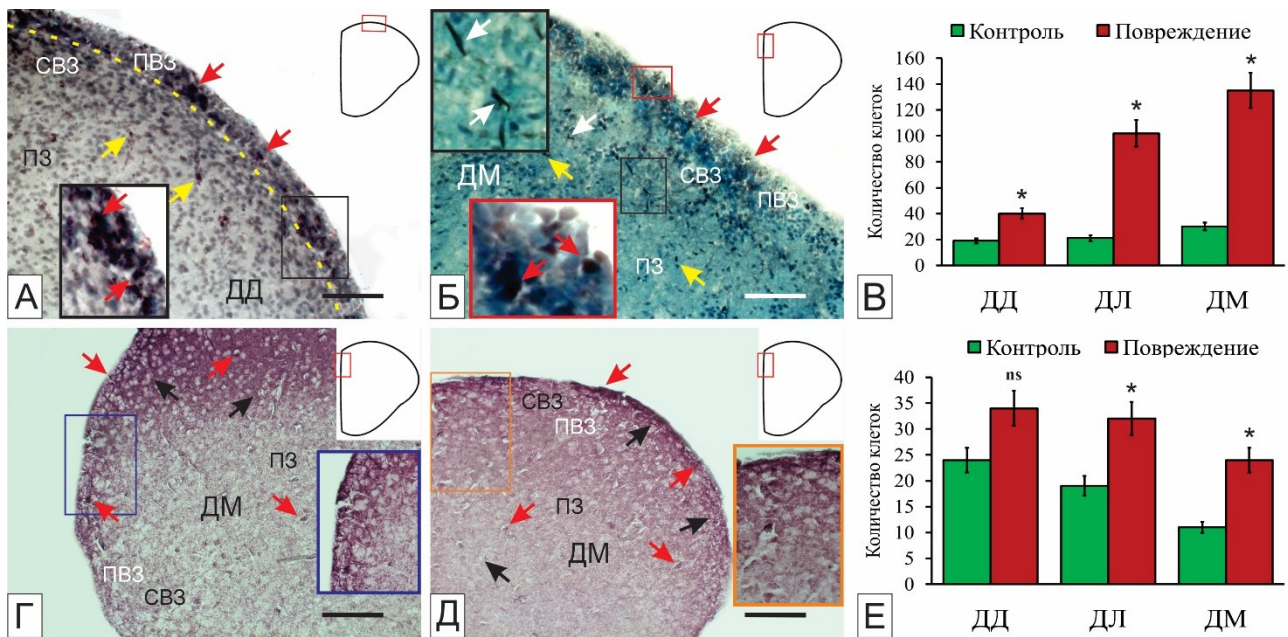 СВЗ
ПВЗ
ПЗ
ДД
А
ДМ
СВЗ
ПВЗ
ПЗ
Б
Контроль Повреждение
Количество клеток
160
140
120
100
80
60
40
20
0
*
*
*
ДД ДЛ ДМ
В
ПЗ
ДМ
ПВЗ
СВЗ
Г
СВЗ
ПВЗ
ПЗ
ДМ
Д
Контроль Повреждение
Количество клеток
40
35
30
25
20
15
10
5
0
ns
*
*
ДД ДЛ ДМ
Е